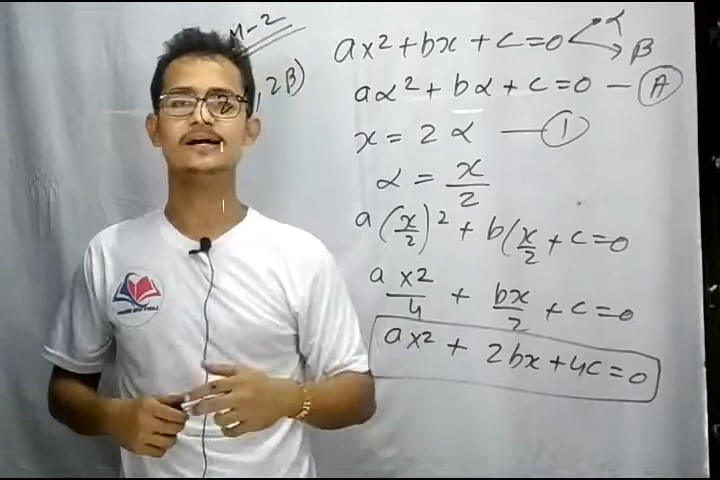 M-2
, 2β)
ax² + bx + c = 0 α β
aα² + bα + c = 0 — (A)
x = 2α — (1)
α = x/2
a(x/2)² + b(x/2 + c = 0
ax²/4 + bx/2 + c = 0
ax² + 2bx + 4c = 0